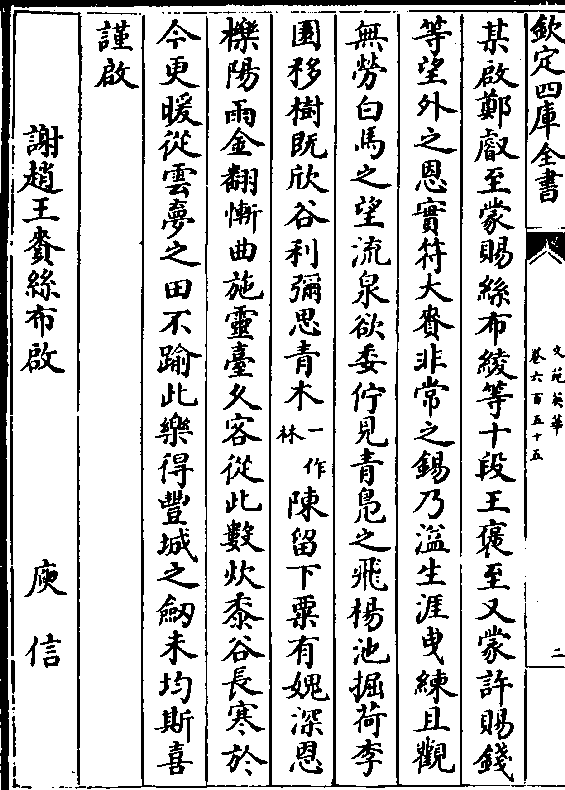 欽定四庫全書
文苑英華
卷六百五十五
二
某啟鄭叡至蒙賜絲布綾等十段王褒至又蒙許賜錢
等望外之恩實符大賚非常之錫乃溢生涯曳練且觀
無勞白馬之望流泉欲委佇見青鳧之飛楊池掘荷李
園移樹既欣谷利彌思青木一作林陳留下粟有媿深恩
櫟陽雨金翻慚曲施靈臺久客從此數炊黍谷長寒於
今更暖從雲夢之田不踰此樂得豐城之劒未均斯喜
謹啟
謝趙王賚絲布啟 庾信